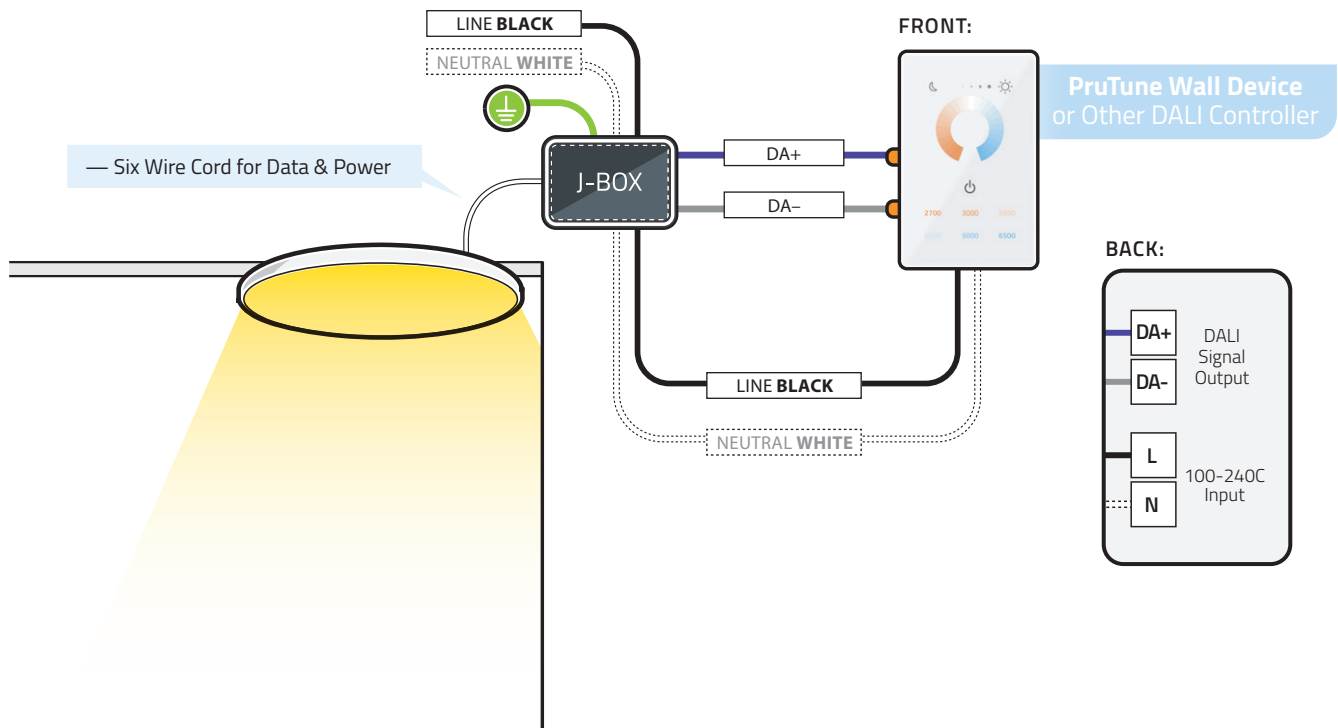 LINE BLACK
NEUTRAL WHITE
FRONT:
PruTune Wall Device
or Other DALI Controller
— Six Wire Cord for Data & Power
J-BOX
DA+
DA–
2700 3000
5000 6500
LINE BLACK
NEUTRAL WHITE
BACK:
DA+
DA-
DALI
Signal
Output
L
N
100-240C
Input